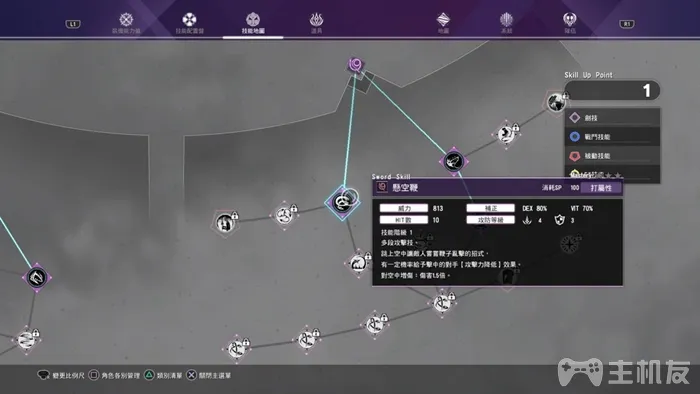 L1
R1
裝備能力值
技能配置盤
技能地圖
道具
地圖
系統
隊伍
Skill Up Point
1
劍技
戰鬥技能
被動技能
Sword Skill
懸空鞭
消耗SP 100
打屬性
威力 813
補正 DEX 80% VIT 70%
HIT數 10
攻防等級 4 3
技能階級 1
多段攻擊技。
跳上空中讓敵人嘗嘗鞭子亂擊的招式。
有一定機率給予擊中的對手【攻擊力降低】效果。
對空中增傷：傷害1.5倍。
變更比例尺
角色各別管理
類別清單
關閉主選單
主机友